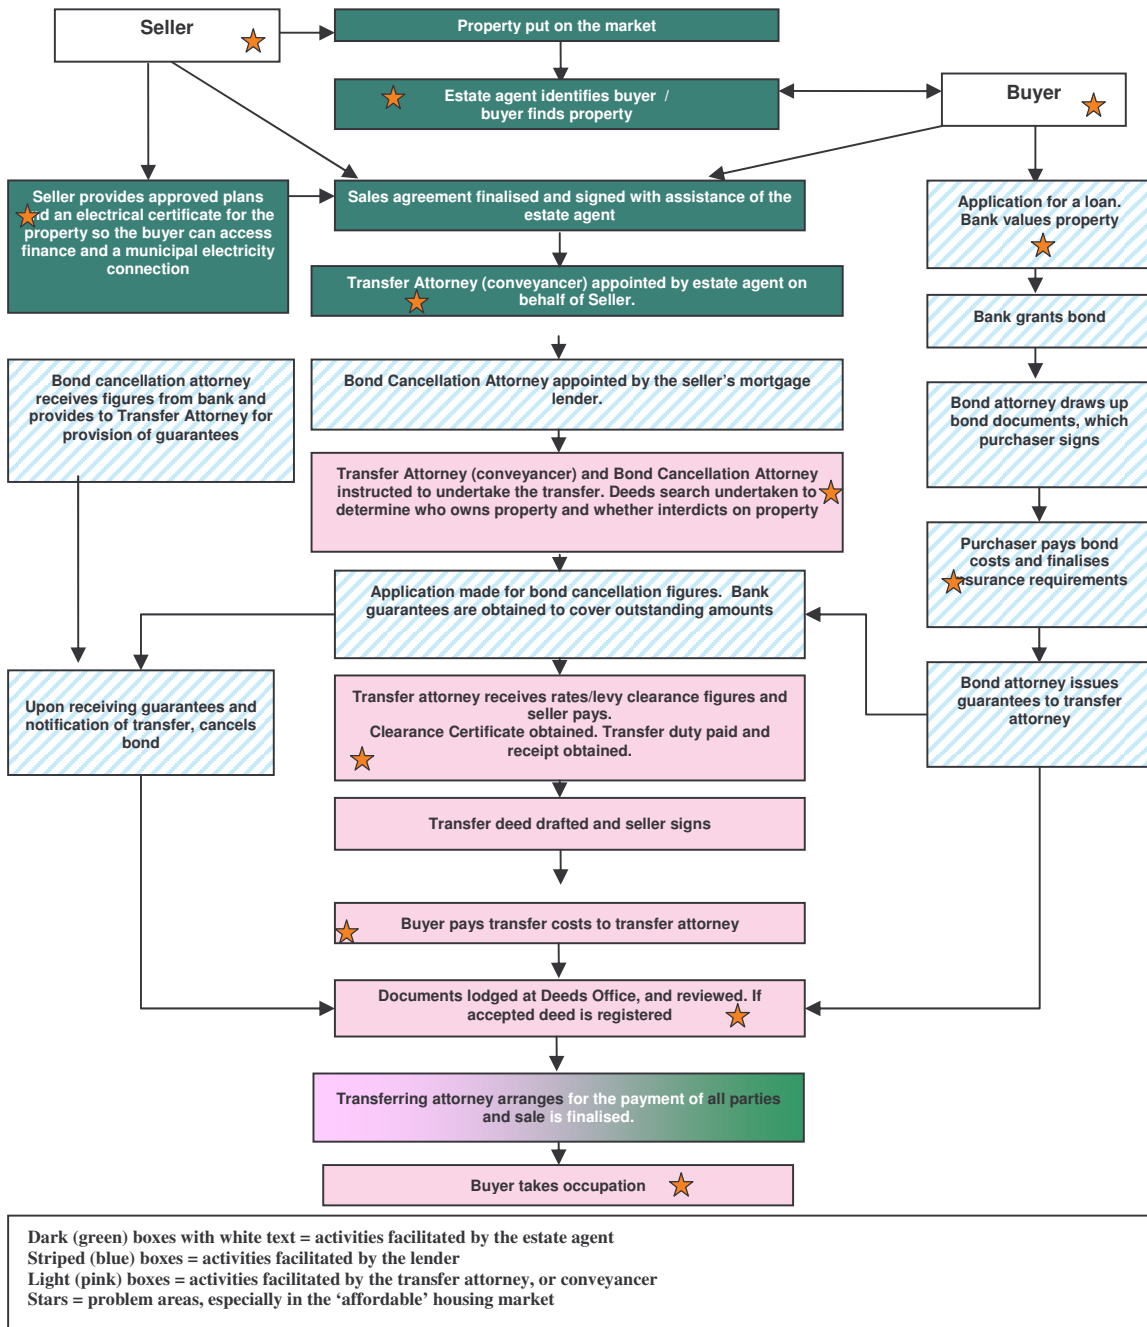 Seller
Property put on the market
Estate agent identifies buyer /
buyer finds property
Buyer
Seller provides approved plans
an electrical certificate for the
property so the buyer can access
finance and a municipal electricity
connection
Sales agreement finalised and signed with assistance of the
estate agent
Application for a loan.
Bank values property
Transfer Attorney (conveyancer) appointed by estate agent on
behalf of Seller.
Bank grants bond
Bond cancellation attorney
receives figures from bank and
provides to Transfer Attorney for
provision of guarantees
Bond Cancellation Attorney appointed by the seller's mortgage
lender.
Bond attorney draws up
bond documents, which
purchaser signs
Transfer Attorney (conveyancer) and Bond Cancellation Attorney
instructed to undertake the transfer. Deeds search undertaken to
determine who owns property and whether interdicts on property
Purchaser pays bond
costs and finalises
insurance requirements
Application made for bond cancellation figures. Bank
guarantees are obtained to cover outstanding amounts
Upon receiving guarantees and
notification of transfer, cancels
bond
Transfer attorney receives rates/levy clearance figures and
seller pays.
Clearance Certificate obtained. Transfer duty paid and
receipt obtained.
Bond attorney issues
guarantees to transfer
attorney
Transfer deed drafted and seller signs
Buyer pays transfer costs to transfer attorney
Documents lodged at Deeds Office, and reviewed. If
accepted deed is registered
Transferring attorney arranges for the payment of all parties
and sale is finalised.
Buyer takes occupation
Dark (green) boxes with white text = activities facilitated by the estate agent
Striped (blue) boxes = activities facilitated by the lender
Light (pink) boxes = activities facilitated by the transfer attorney, or conveyancer
Stars = problem areas, especially in the 'affordable' housing market